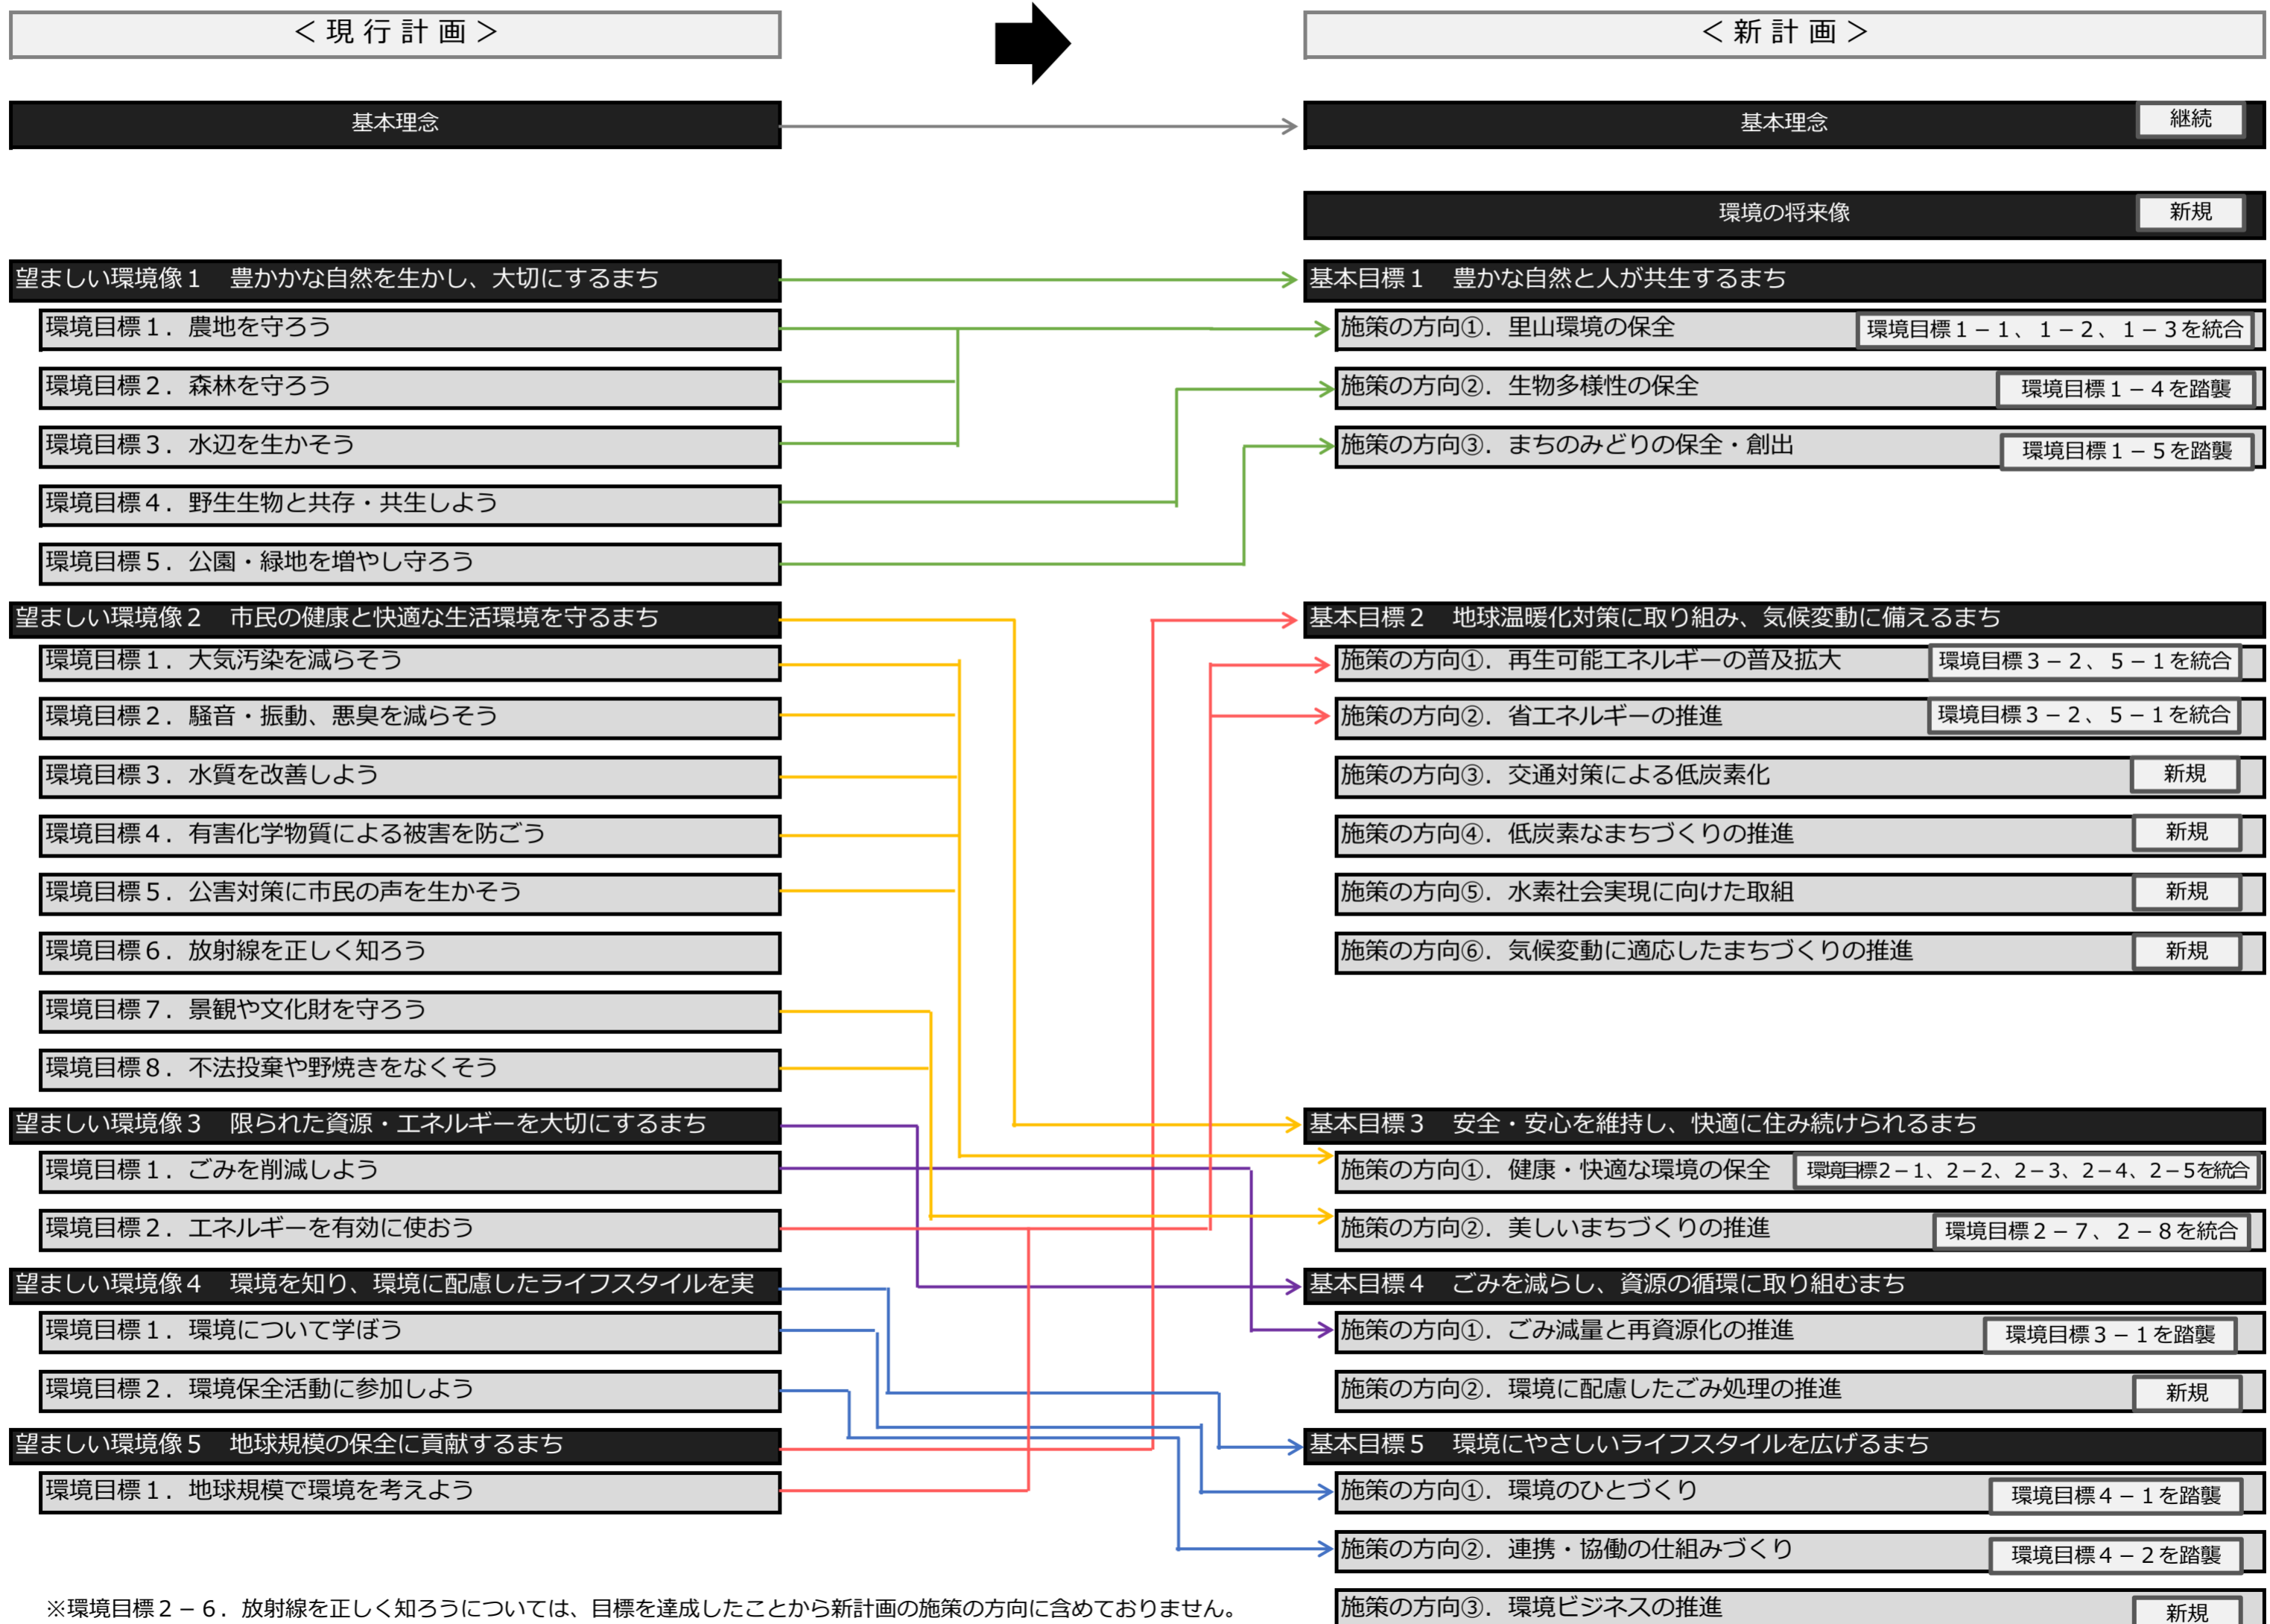 ＜現行計画＞
＜新計画＞
基本理念
基本理念
継続
環境の将来像
新規
望ましい環境像１　豊かかな自然を生かし、大切にするまち
基本目標１　豊かな自然と人が共生するまち
環境目標１．農地を守ろう
施策の方向①．里山環境の保全
環境目標１－１、１－２、１－３を統合
環境目標２．森林を守ろう
施策の方向②．生物多様性の保全
環境目標１－４を踏襲
環境目標３．水辺を生かそう
施策の方向③．まちのみどりの保全・創出
環境目標１－５を踏襲
環境目標４．野生生物と共存・共生しよう
環境目標５．公園・緑地を増やし守ろう
望ましい環境像２　市民の健康と快適な生活環境を守るまち
基本目標２　地球温暖化対策に取り組み、気候変動に備えるまち
環境目標１．大気汚染を減らそう
施策の方向①．再生可能エネルギーの普及拡大
環境目標３－２、５－１を統合
環境目標２．騒音・振動、悪臭を減らそう
施策の方向②．省エネルギーの推進
環境目標３－２、５－１を統合
環境目標３．水質を改善しよう
施策の方向③．交通対策による低炭素化
新規
環境目標４．有害化学物質による被害を防ごう
施策の方向④．低炭素なまちづくりの推進
新規
環境目標５．公害対策に市民の声を生かそう
施策の方向⑤．水素社会実現に向けた取組
新規
環境目標６．放射線を正しく知ろう
施策の方向⑥．気候変動に適応したまちづくりの推進
新規
環境目標７．景観や文化財を守ろう
環境目標８．不法投棄や野焼きをなくそう
望ましい環境像３　限られた資源・エネルギーを大切にするまち
基本目標３　安全・安心を維持し、快適に住み続けられるまち
環境目標１．ごみを削減しよう
施策の方向①．健康・快適な環境の保全
環境目標２－１、２－２、２－３、２－４、２－５を統合
環境目標２．エネルギーを有効に使おう
施策の方向②．美しいまちづくりの推進
環境目標２－７、２－８を統合
望ましい環境像４　環境を知り、環境に配慮したライフスタイルを実
基本目標４　ごみを減らし、資源の循環に取り組むまち
環境目標１．環境について学ぼう
施策の方向①．ごみ減量と再資源化の推進
環境目標３－１を踏襲
環境目標２．環境保全活動に参加しよう
施策の方向②．環境に配慮したごみ処理の推進
新規
望ましい環境像５　地球規模の保全に貢献するまち
基本目標５　環境にやさしいライフスタイルを広げるまち
環境目標１．地球規模で環境を考えよう
施策の方向①．環境のひとづくり
環境目標４－１を踏襲
施策の方向②．連携・協働の仕組みづくり
環境目標４－２を踏襲
※環境目標２－６．放射線を正しく知ろうについては、目標を達成したことから新計画の施策の方向に含めておりません。
施策の方向③．環境ビジネスの推進
新規